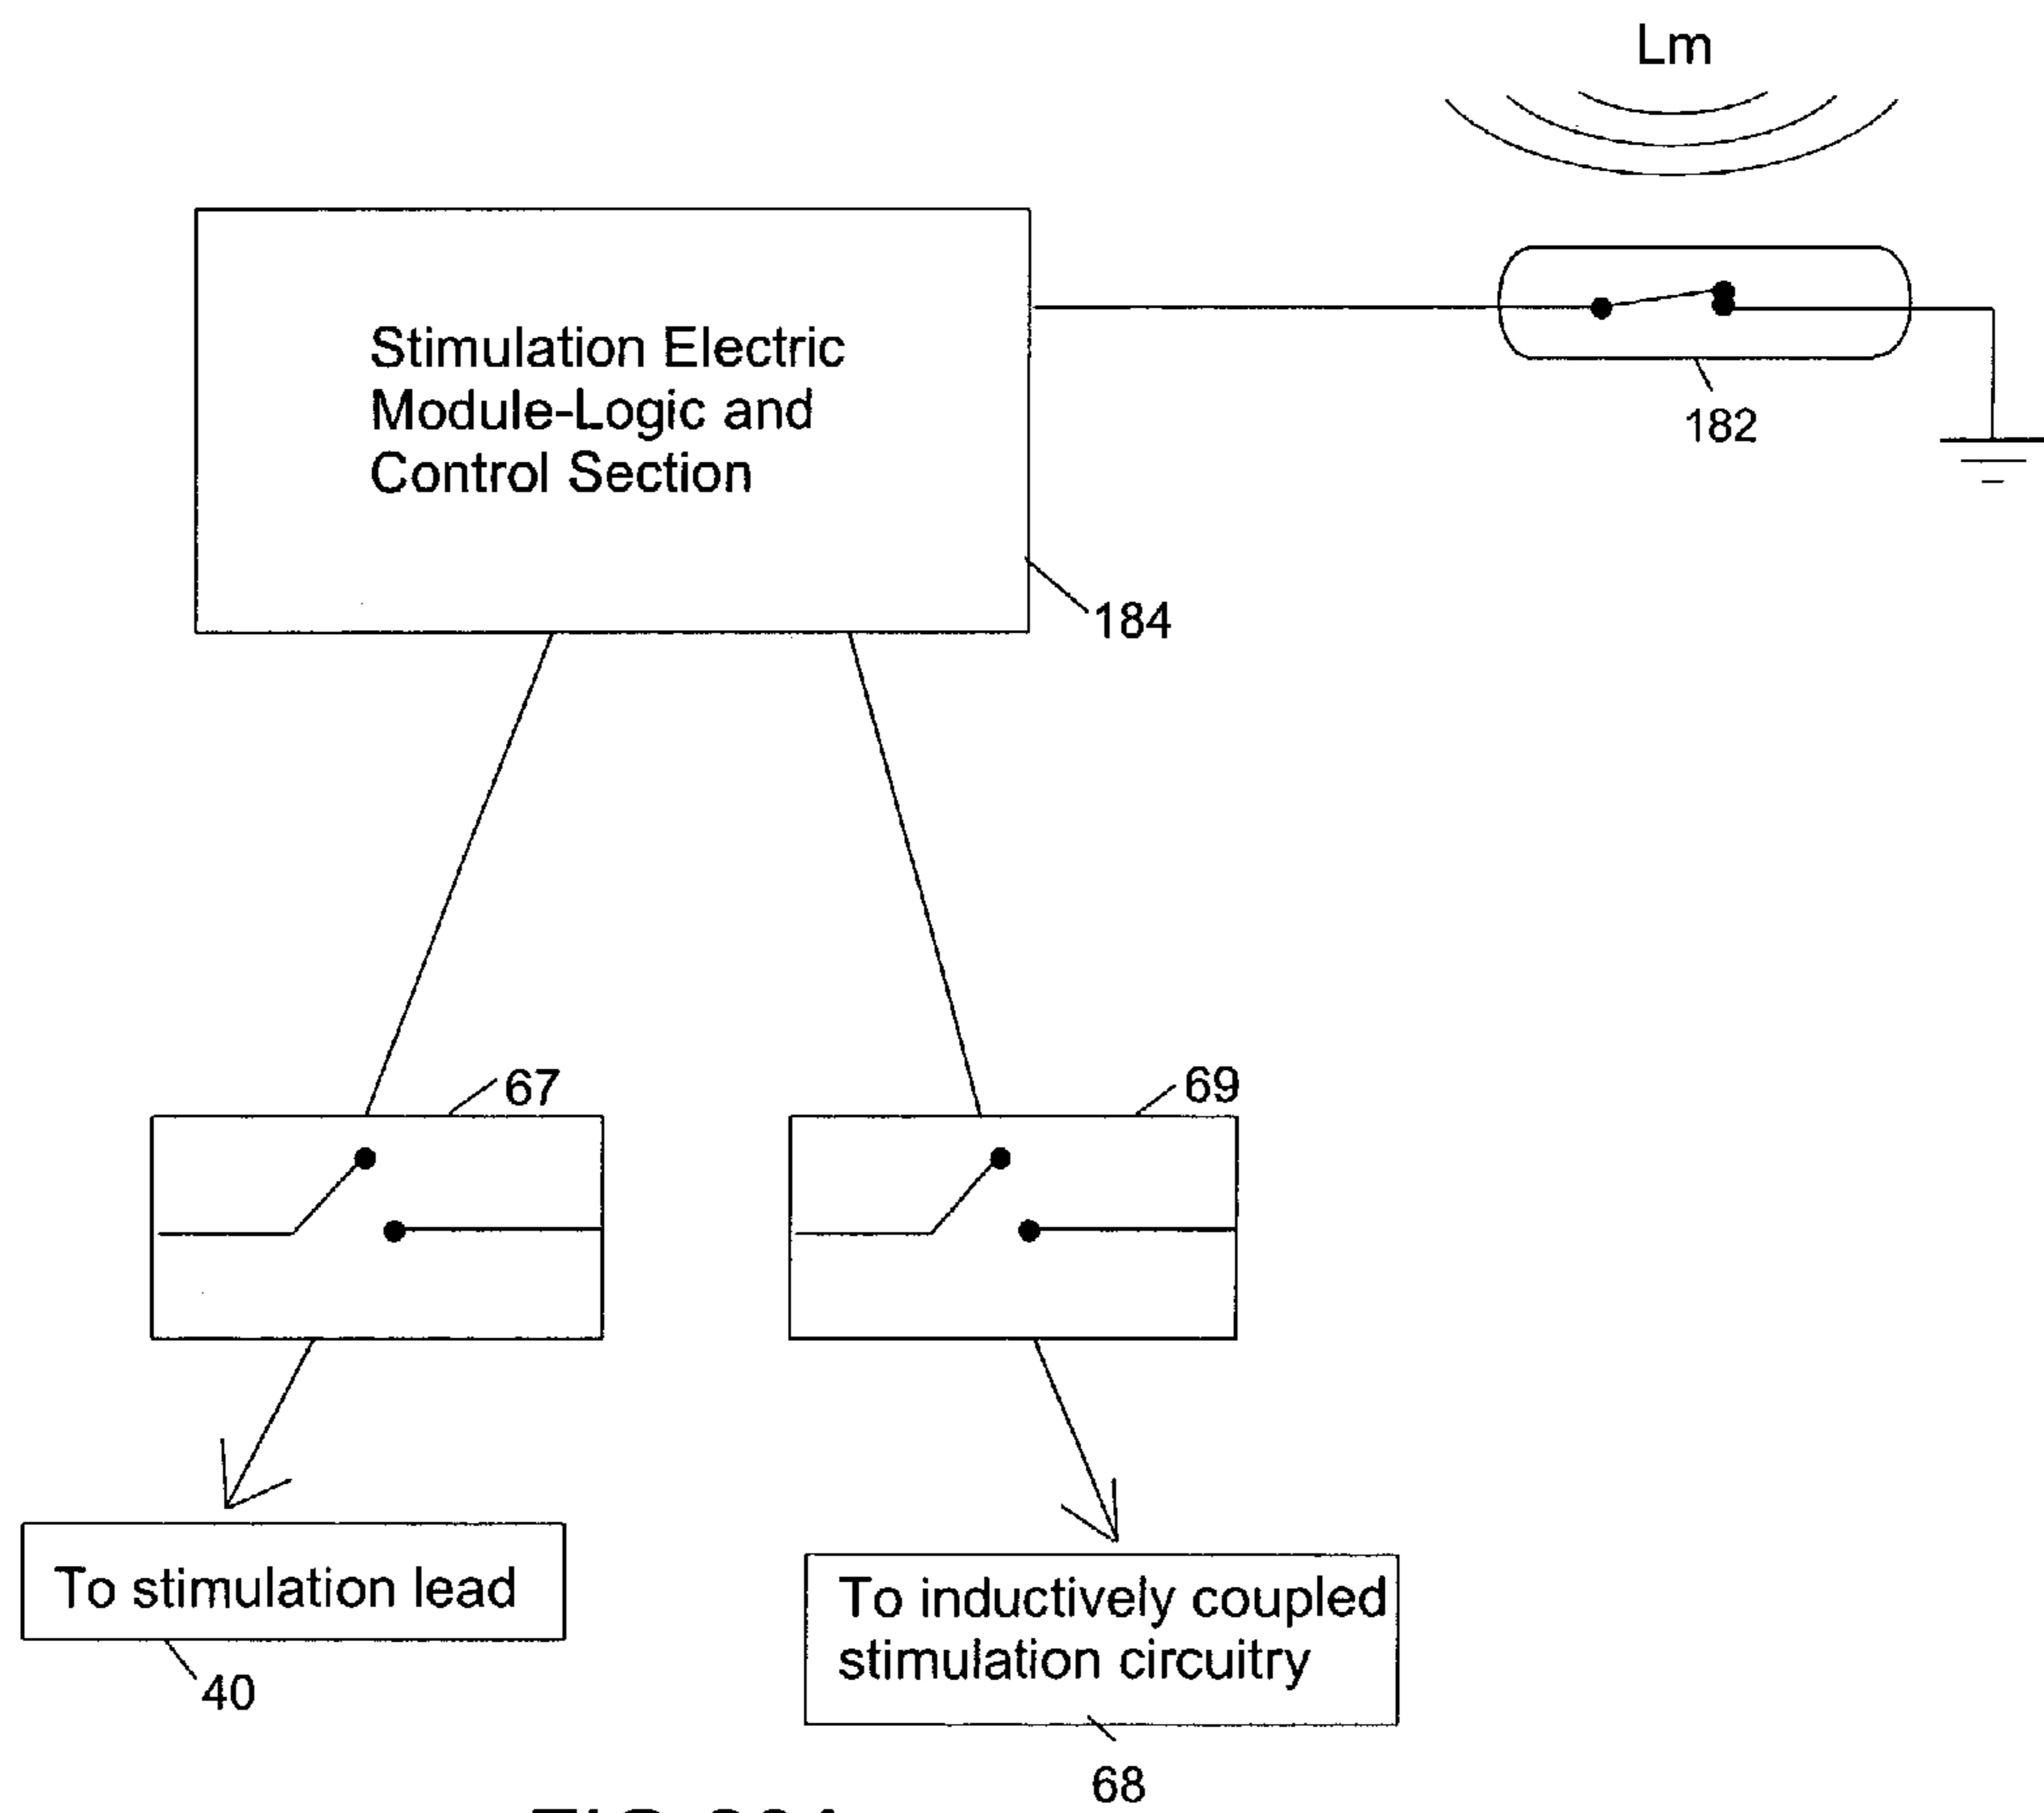 Lm
Stimulation Electric
Module-Logic and
Control Section
182
184
67
69
To stimulation lead
To inductively coupled
stimulation circuitry
40
68